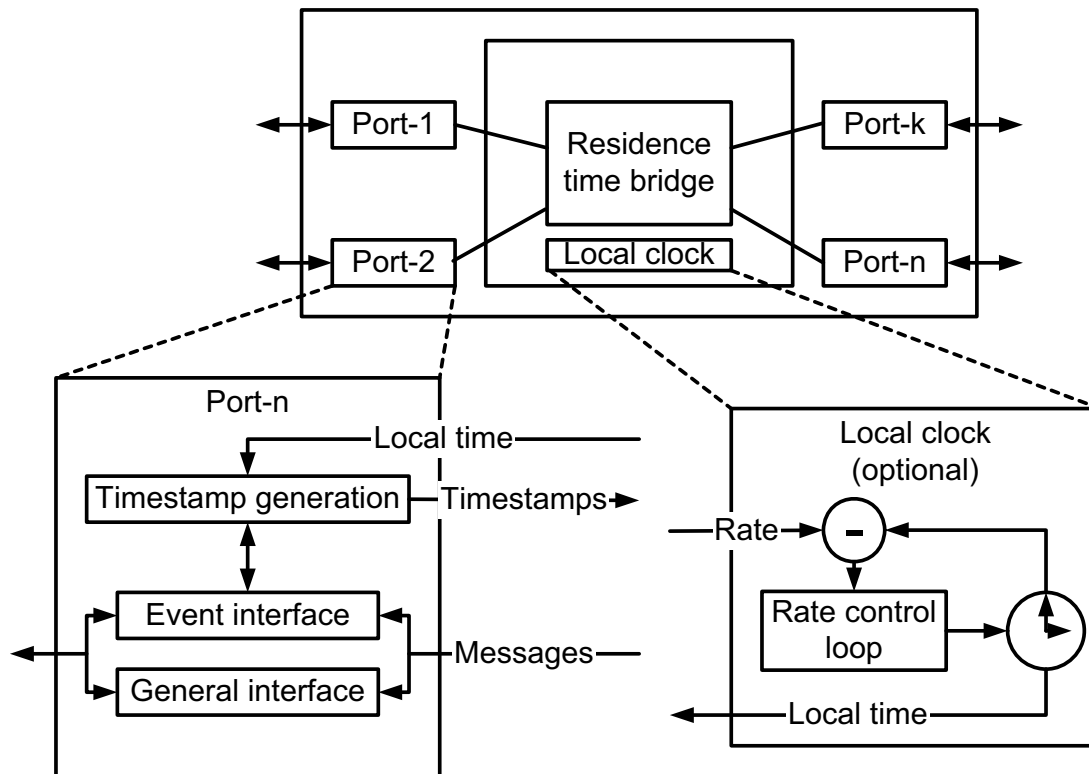 Port-1
Residence
time bridge
Port-k
Port-2
Local clock
Port-n
Port-n
Local time
Timestamp generation
Timestamps
Event interface
Messages
General interface
Local clock
(optional)
Rate
-
Rate control
loop
Local time